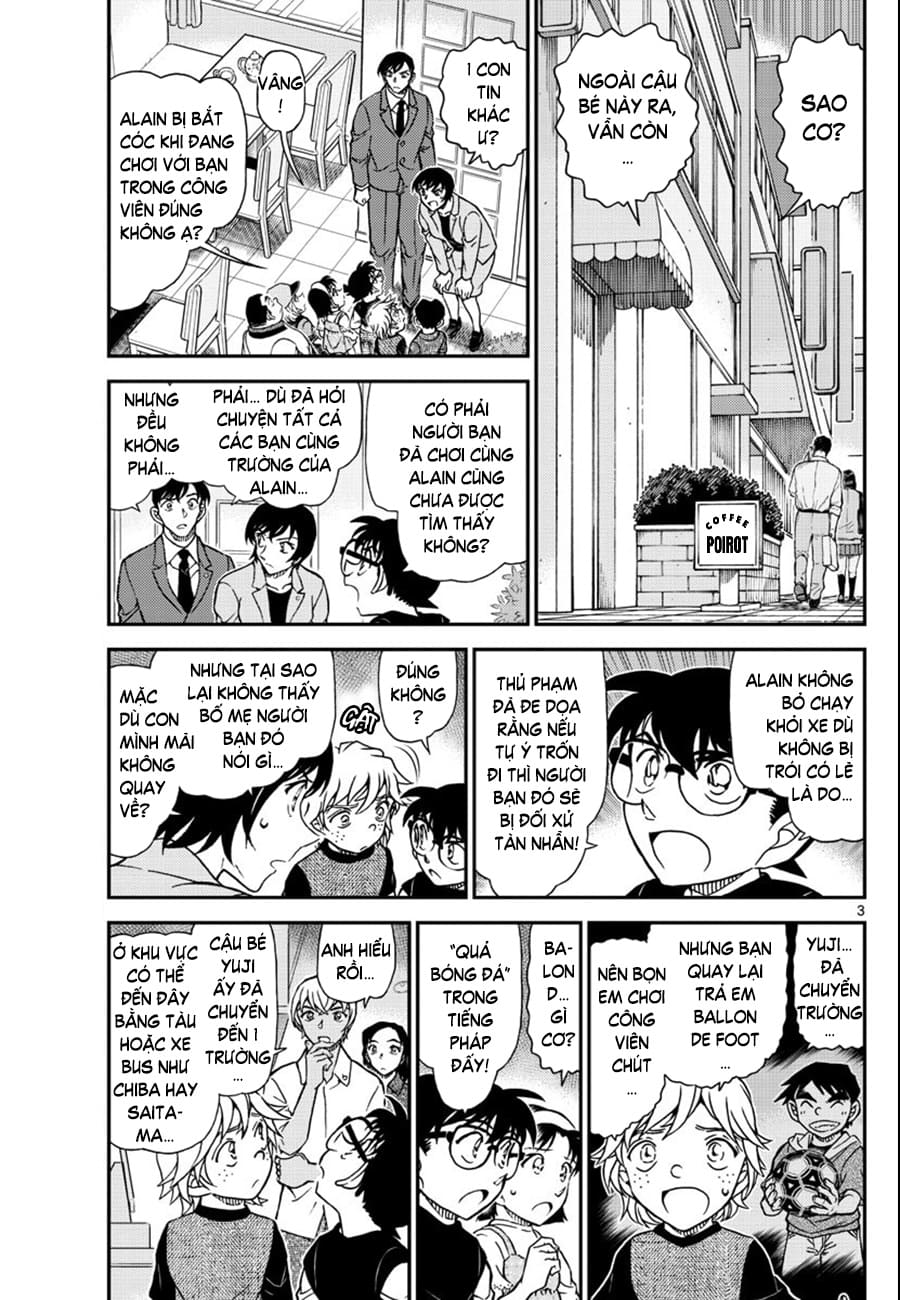 SAO
CƠ?
NGOÀI CẬU
BÉ NÀY RA,
VẪN CÒN
...
COFFEE
POIROT
1 CON
TIN
KHÁC
Ư?
VÂNG
!
ALAIN BỊ BẮT
CÓC KHI ĐANG
CHƠI VỚI BẠN
TRONG CÔNG
VIÊN ĐÚNG
KHÔNG Ạ?
CÓ PHẢI
NGƯỜI BẠN
ĐÃ CHƠI CÙNG
ALAIN CŨNG
CHƯA ĐƯỢC
TÌM THẤY
KHÔNG?
PHẢI... DÙ ĐÃ HỎI
CHUYỆN TẤT CẢ
CÁC BẠN CÙNG
TRƯỜNG CỦA
ALAIN...
NHƯNG
ĐỀU
KHÔNG
PHẢI...
ALAIN KHÔNG
BỎ CHẠY
KHỎI XE DÙ
KHÔNG BỊ
TRÓI CÓ LẼ
LÀ DO...
THỦ PHẠM
ĐÃ ĐE DỌA
RẰNG NẾU
TỰ Ý TRỐN
ĐI THÌ NGƯỜI
BẠN ĐÓ SẼ
BỊ ĐỐI XỬ
TÀN NHẪN!
ĐÚNG
KHÔNG
?
GẬT
NHƯNG TẠI SAO
LẠI KHÔNG THẤY
BỐ MẸ NGƯỜI
BẠN ĐÓ
NÓI GÌ...
MẶC
DÙ CON
MÌNH MÃI
KHÔNG
QUAY
VỀ?
3
YUJI...
ĐÃ
CHUYỂN
TRƯỜNG...
NHƯNG BẠN
QUAY LẠI
TRẢ EM
BALLON
DE FOOT
...
NÊN BỌN
EM CHƠI
CÔNG
VIÊN
CHÚT ...
BA-
LON
D...
GÌ
CƠ?
"QUẢ
BÓNG ĐÁ"
TRONG
TIẾNG
PHÁP
ĐẤY!
ANH HIỂU
RỒI...
CẬU BÉ
YUJI
ẤY ĐÃ
CHUYỂN
ĐẾN 1
TRƯỜNG
...
Ở KHU VỰC
CÓ THỂ
ĐẾN ĐÂY
BẰNG TÀU
HOẶC XE
BUS NHƯ
CHIBA HAY
SAITA-
MA...